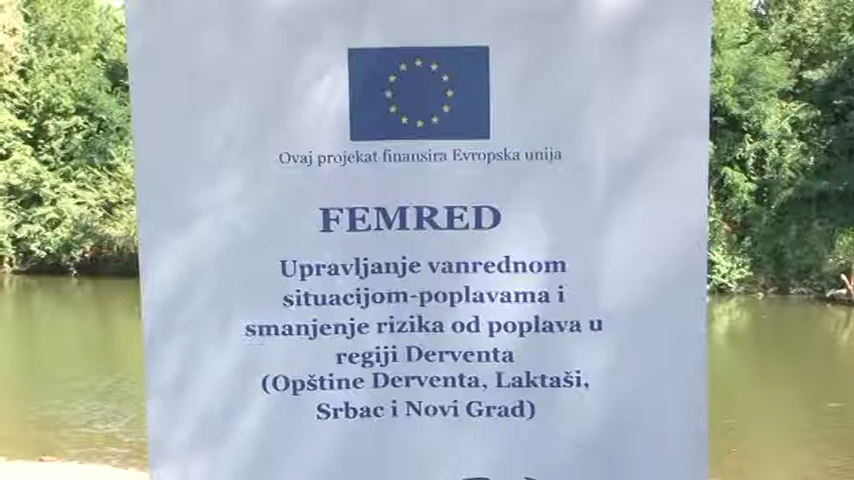 Ovaj projekat finansira Evropska unija
FEMRED
Upravljanje vanrednom
situacijom-poplavama i
smanjenje rizika od poplava u
regiji Derventa
(Opštine Derventa, Laktaši,
Srbac i Novi Grad)